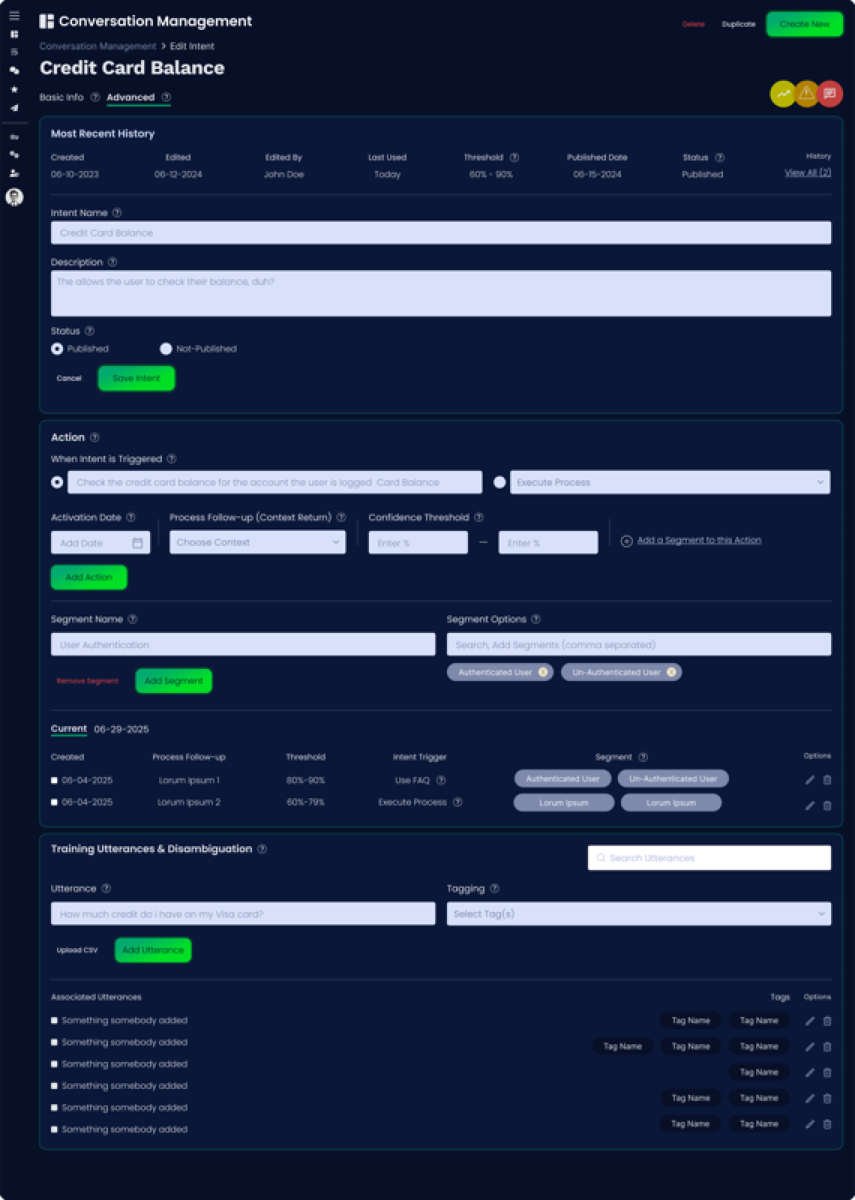 Conversation Management
Delete Duplicate Create New
Conversation Management > Edit Intent
Credit Card Balance
Basic Info ? Advanced ?
Most Recent History
Created Edited Edited By Last Used Threshold ? Published Date Status ? History
06-10-2023 06-12-2024 John Doe Today 60% - 90% 06-15-2024 Published View All (2)
Intent Name ?
Credit Card Balance
Description ?
The allows the user to check their balance, duh?
Status ?
Published Not-Published
Cancel Save Intent
Action ?
When Intent is Triggered ?
Check the credit card balance for the account the user is logged Card Balance Execute Process
Activation Date ? Process Follow-up (Context Return) ? Confidence Threshold ?
Add Date Choose Context Enter % — Enter % Add a Segment to this Action
Add Action
Segment Name ? Segment Options ?
User Authentication Search, Add Segments (comma separated)
Authenticated User x Un-Authenticated User x
Remove Segment Add Segment
Current 06-29-2025
Created Process Follow-up Threshold Intent Trigger Segment ? Options
06-04-2025 Lorum Ipsum 1 80%-90% Use FAQ ? Authenticated User Un-Authenticated User
06-04-2025 Lorum Ipsum 2 60%-79% Execute Process ? Lorum Ipsum Lorum Ipsum
Training Utterances & Disambiguation ?
Search Utterances
Utterance ? Tagging ?
How much credit do i have on my Visa card? Select Tag(s)
Upload CSV Add Utterance
Associated Utterances Tags Options
Something somebody added Tag Name Tag Name
Something somebody added Tag Name Tag Name Tag Name
Something somebody added Tag Name
Something somebody added Tag Name Tag Name
Something somebody added Tag Name Tag Name
Something somebody added